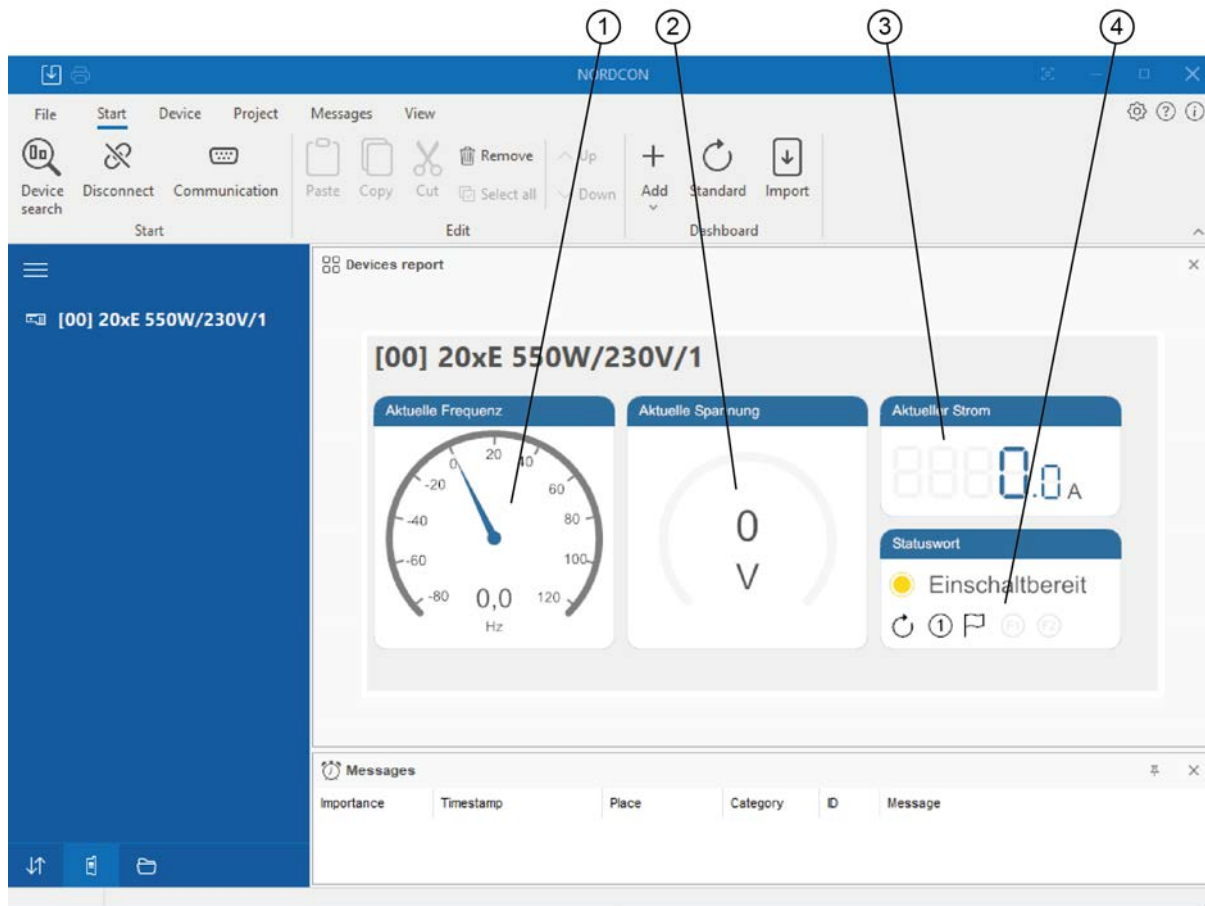 1 2 3 4
NORDCON
File Start Device Project Messages View
Device search Disconnect Communication Paste Copy Cut Remove Select all Up Down Add Standard Import
Start Edit Dashboard
Devices report
[00] 20xE 550W/230V/1
[00] 20xE 550W/230V/1
Aktuelle Frequenz
-80 -60 -40 -20 0 20 40 60 80 100 120
0,0
Hz
Aktuelle Spannung
0
V
Aktueller Strom
0.0 A
Statuswort
Einschaltbereit
1 F1 F2
Messages
Importance Timestamp Place Category ID Message